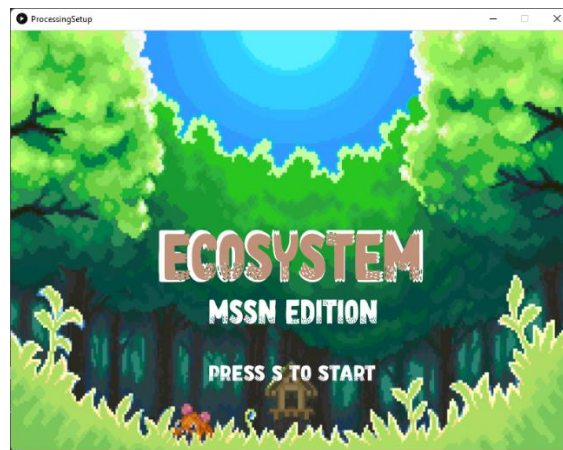 ProcessingSetup
ECOSYSTEM
MSSN EDITION
PRESS S TO START